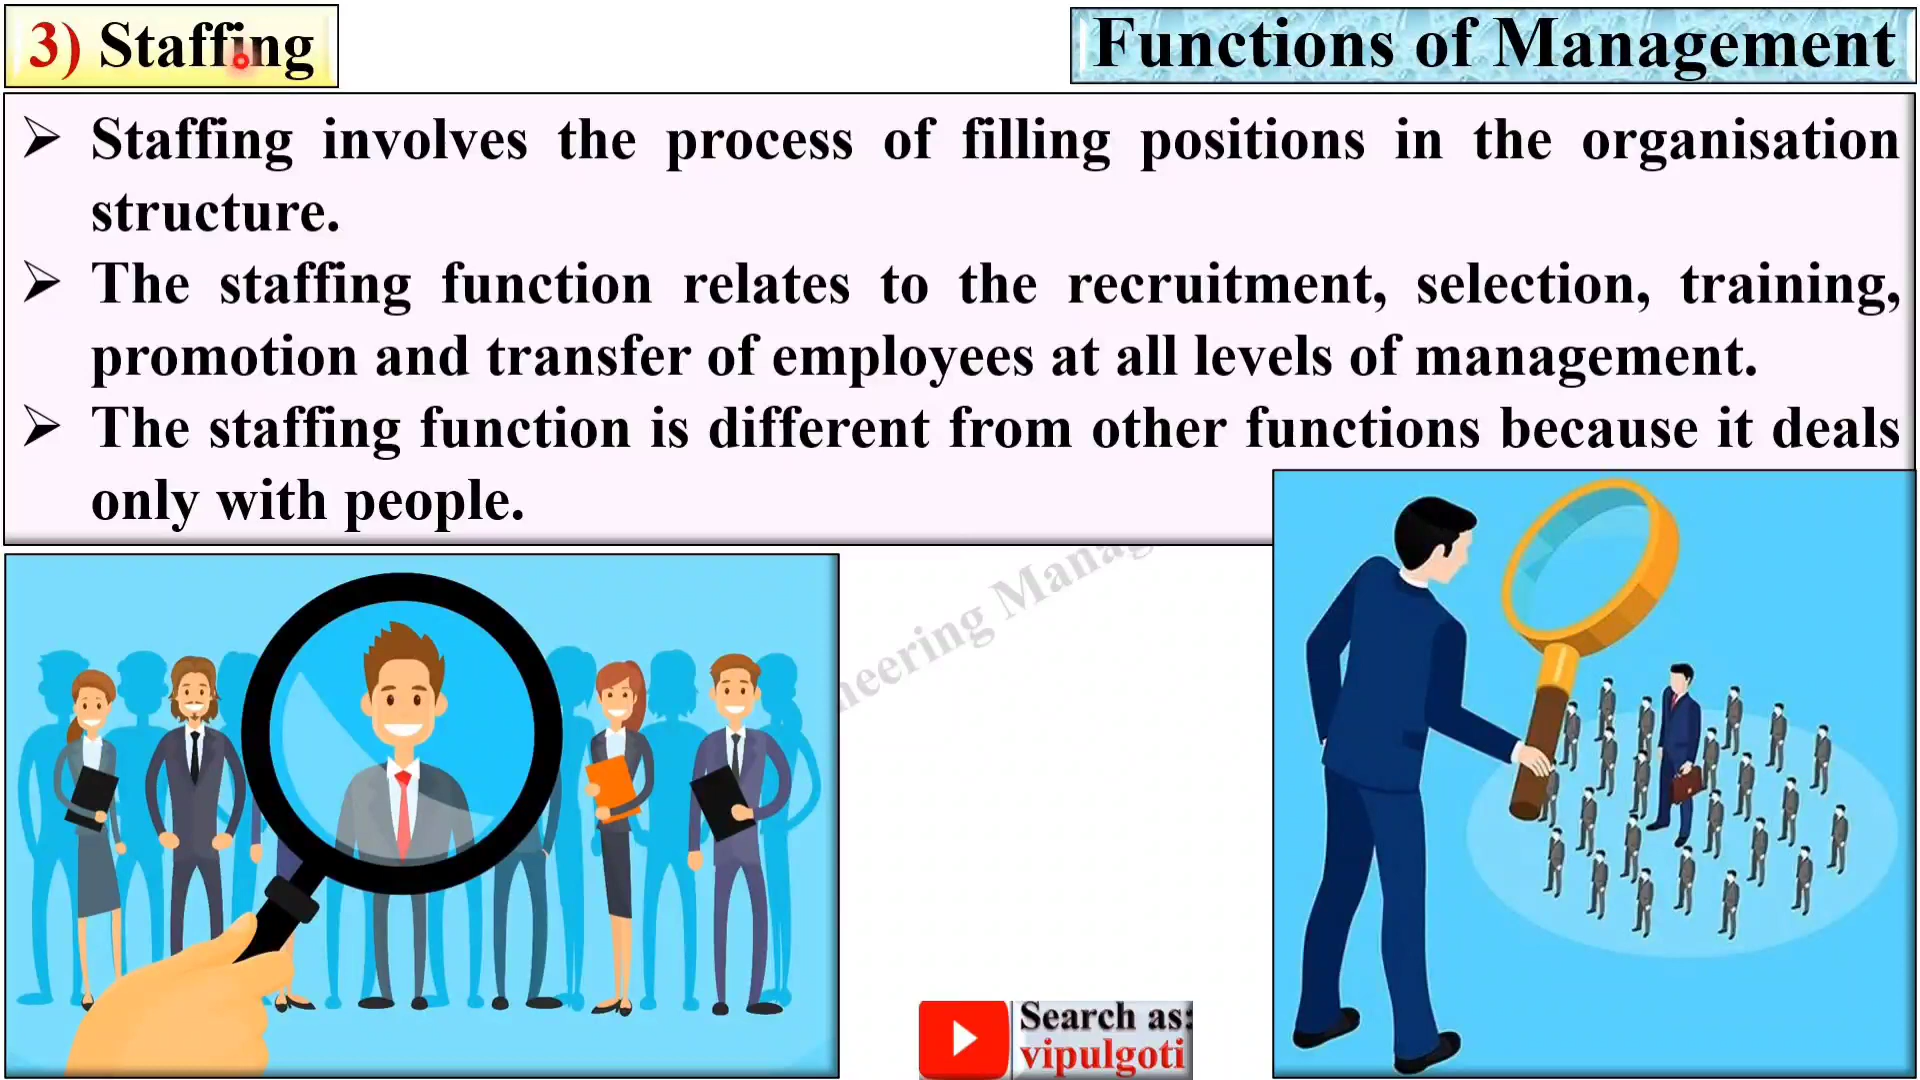 3) Staffing
Functions of Management
➢ Staffing involves the process of filling positions in the organisation
structure.
➢ The staffing function relates to the recruitment, selection, training,
promotion and transfer of employees at all levels of management.
➢ The staffing function is different from other functions because it deals
only with people.
Search as:
vipulgoti